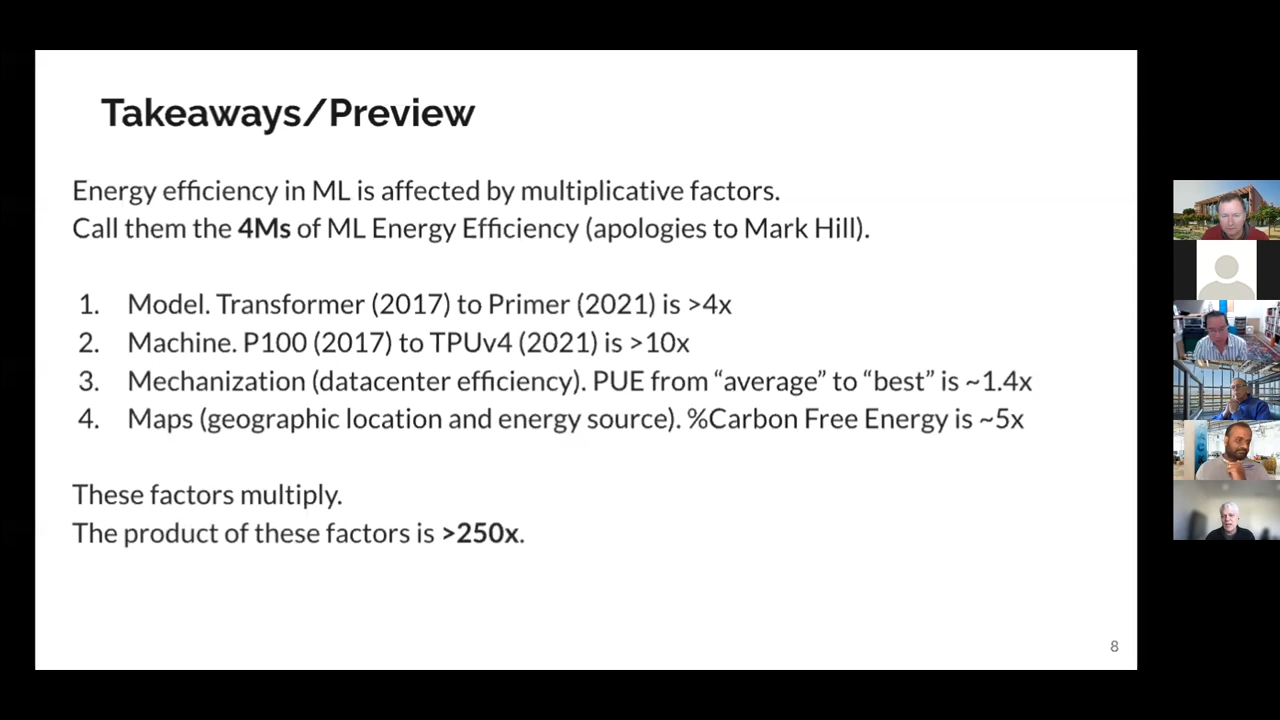 Takeaways/Preview
Energy efficiency in ML is affected by multiplicative factors.
Call them the 4Ms of ML Energy Efficiency (apologies to Mark Hill).
1. Model. Transformer (2017) to Primer (2021) is >4x
2. Machine. P100 (2017) to TPUv4 (2021) is >10x
3. Mechanization (datacenter efficiency). PUE from “average” to “best” is ~1.4x
4. Maps (geographic location and energy source). %Carbon Free Energy is ~5x
These factors multiply.
The product of these factors is >250x.
8